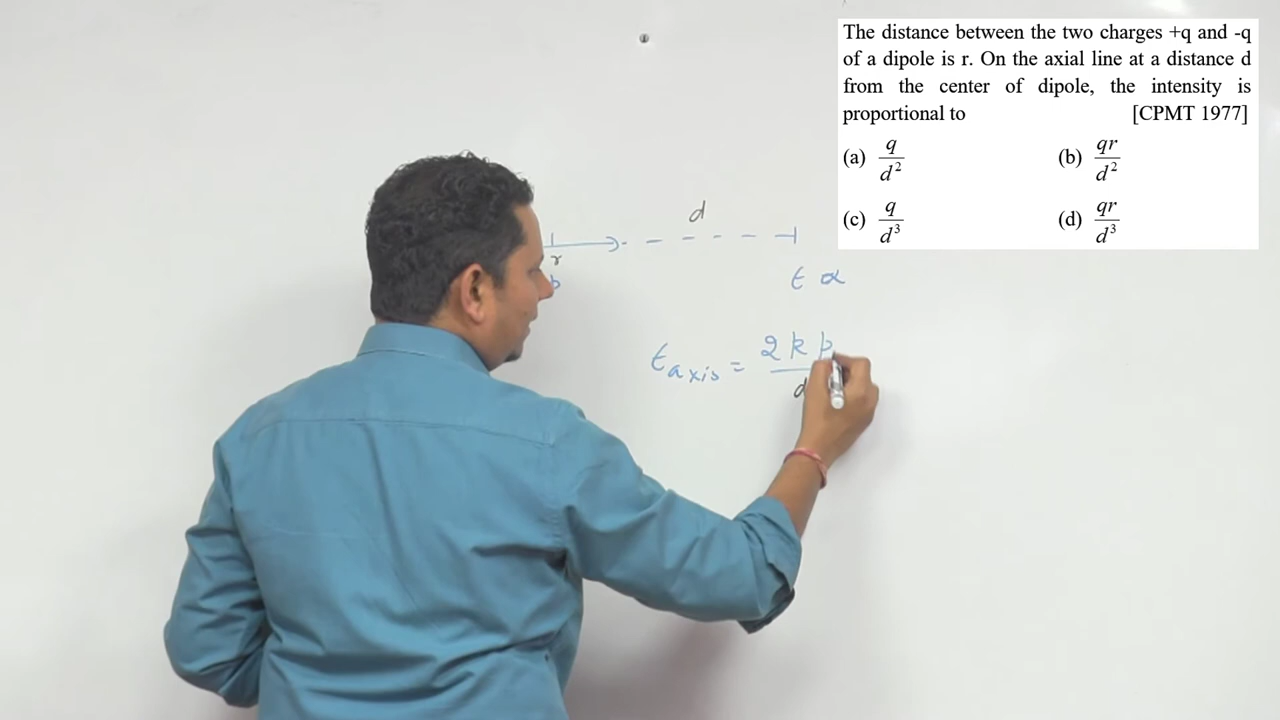 The distance between the two charges +q and -q
of a dipole is r. On the axial line at a distance d
from the center of dipole, the intensity is
proportional to [CPMT 1977]
(a) q/d² (b) qr/d²
(c) q/d³ (d) qr/d³
d
r
E ∝
E axis = 2kp/d